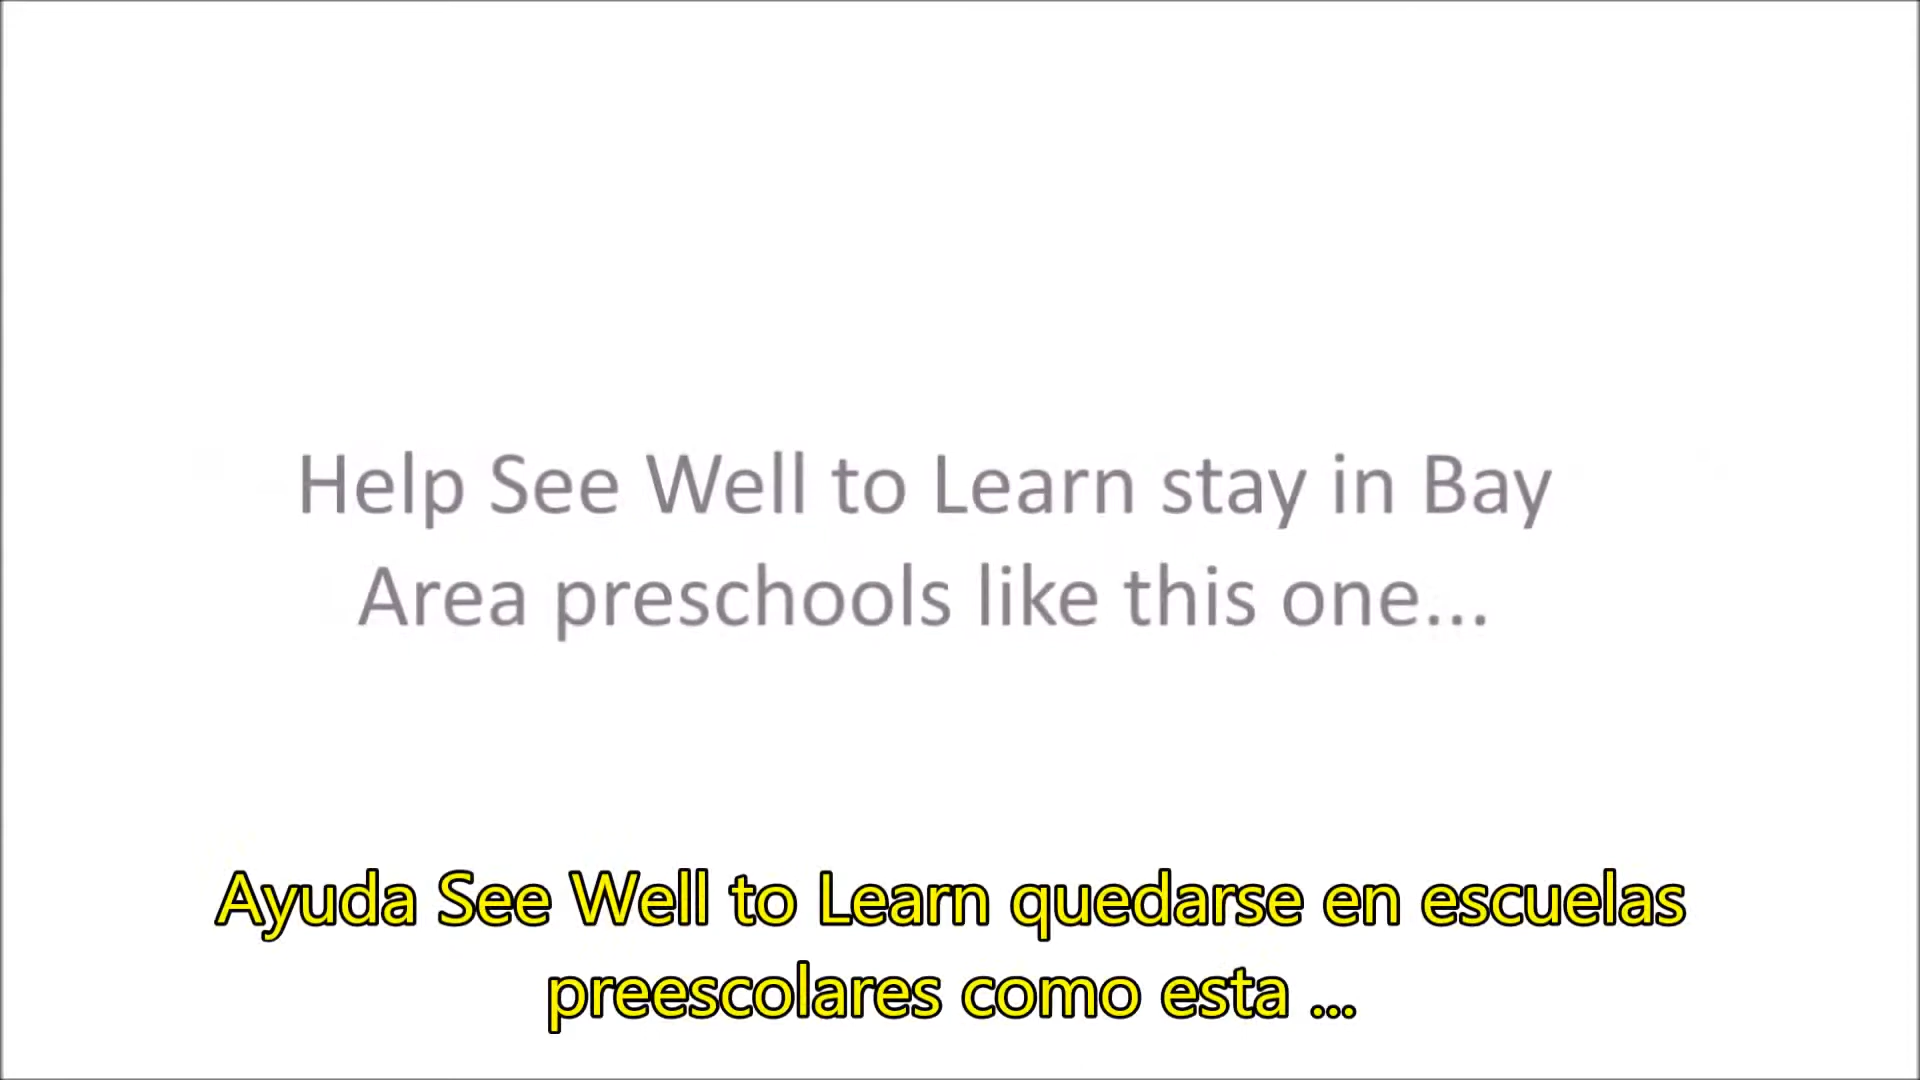 Help See Well to Learn stay in Bay
Area preschools like this one...
Ayuda See Well to Learn quedarse en escuelas
preescolares como esta ...